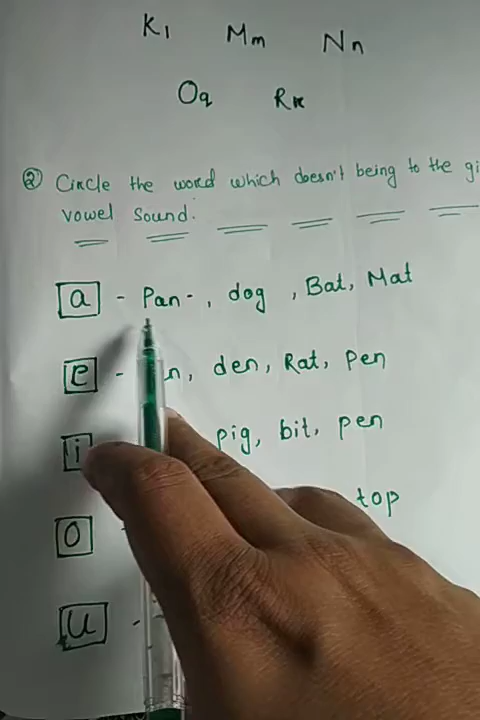 K1 Mm Nn
Oq Rr
② Circle the word which doesn't being to the gi
vowel Sound.
a - Pan - , dog , Bat, Mat
e - den, Rat, Pen
i pig, bit, pen
O top
U -